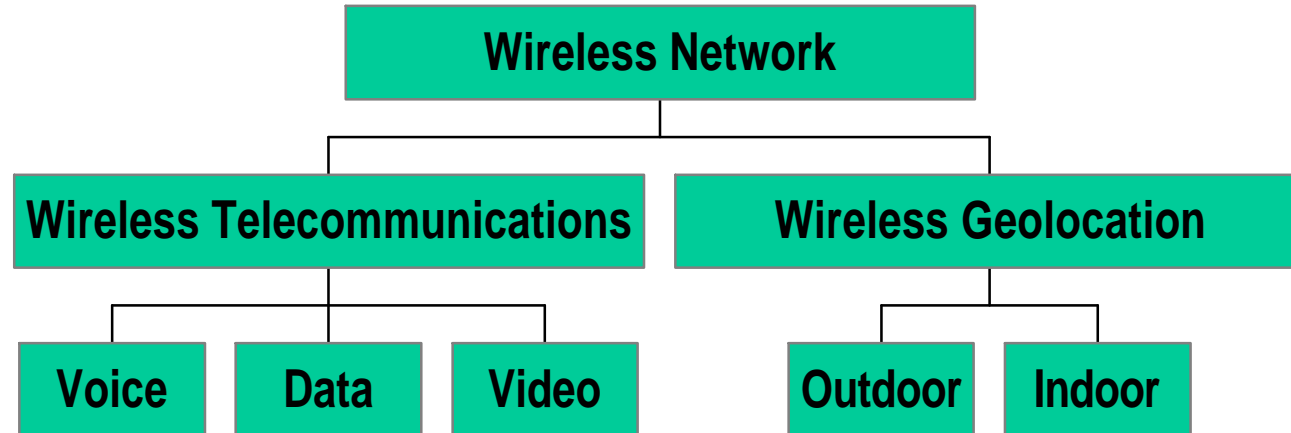 Wireless Network
Wireless Telecommunications
Wireless Geolocation
Voice
Data
Video
Outdoor
Indoor